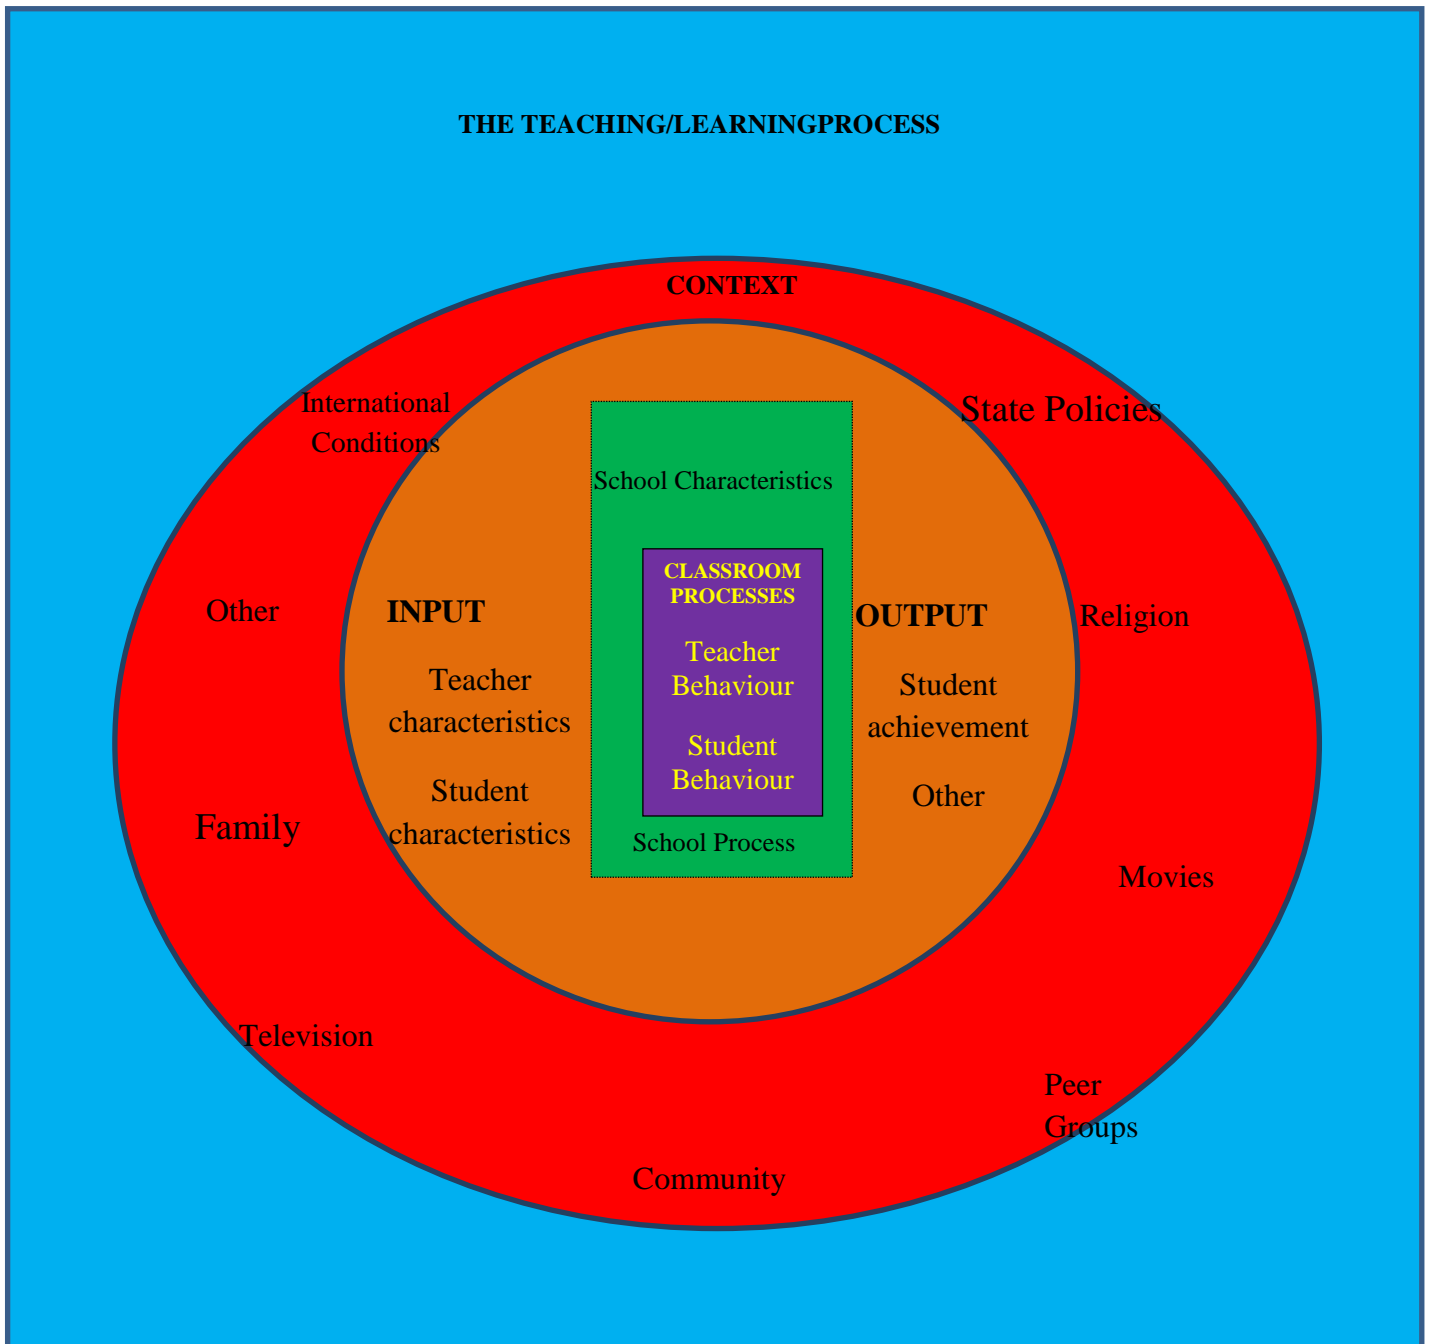 THE TEACHING/LEARNINGPROCESS
CONTEXT
International
Conditions
State Policies
School Characteristics
CLASSROOM
PROCESSES
Other
INPUT
OUTPUT
Religion
Teacher
Behaviour
Teacher
characteristics
Student
achievement
Student
Behaviour
Student
characteristics
Other
Family
School Process
Movies
Television
Peer
Groups
Community